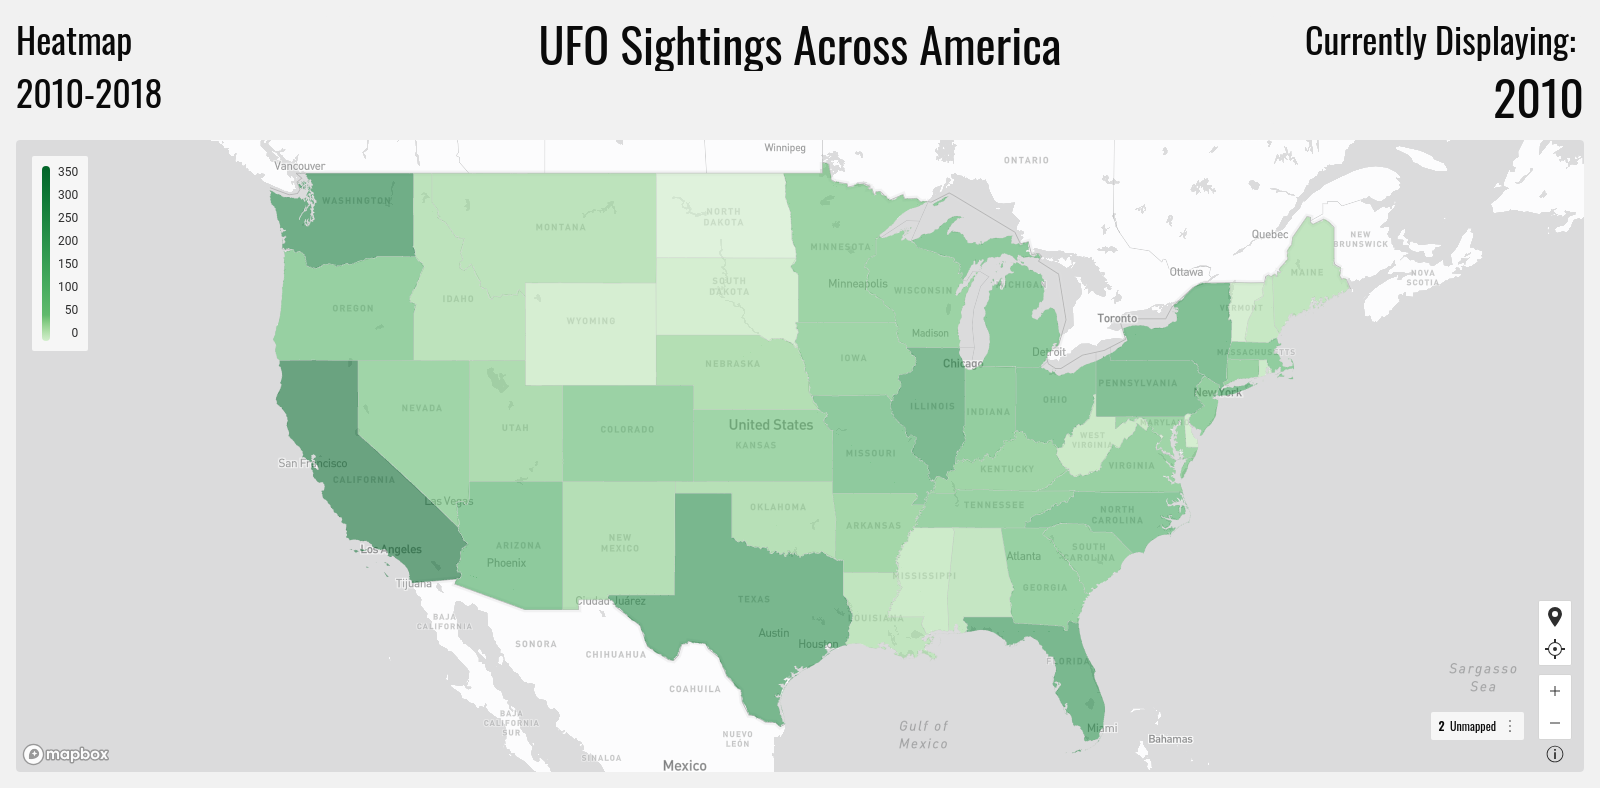 Heatmap
2010-2018
UFO Sightings Across America
Currently Displaying:
2010
350
300
250
200
150
100
50
0
Vancouver
Winnipeg
ONTARIO
WASHINGTON
MONTANA
NORTH
DAKOTA
MINNESOTA
Quebec
NEW
BRUNSWICK
Ottawa
MAINE
NOVA
SCOTIA
OREGON
IDAHO
SOUTH
DAKOTA
Minneapolis
WISCONSIN
MICHIGAN
WYOMING
Toronto
VERMONT
Madison
Detroit
MASSACHUSETTS
NEBRASKA
IOWA
Chicago
PENNSYLVANIA
New York
NEVADA
UTAH
COLORADO
United States
KANSAS
ILLINOIS
INDIANA
OHIO
MARYLAND
WEST
VIRGINIA
San Francisco
CALIFORNIA
MISSOURI
KENTUCKY
VIRGINIA
Las Vegas
OKLAHOMA
TENNESSEE
NORTH
CAROLINA
ARKANSAS
Los Angeles
ARIZONA
Phoenix
NEW
MEXICO
Atlanta
SOUTH
CAROLINA
Tijuana
MISSISSIPPI
GEORGIA
Ciudad Juárez
TEXAS
LOUISIANA
BAJA
CALIFORNIA
Austin
Houston
SONORA
CHIHUAHUA
FLORIDA
Sargasso
Sea
COAHUILA
BAJA
CALIFORNIA
SUR
Gulf of
Mexico
Miami
Bahamas
NUEVO
LEÓN
SINALOA
Mexico
2 Unmapped
mapbox